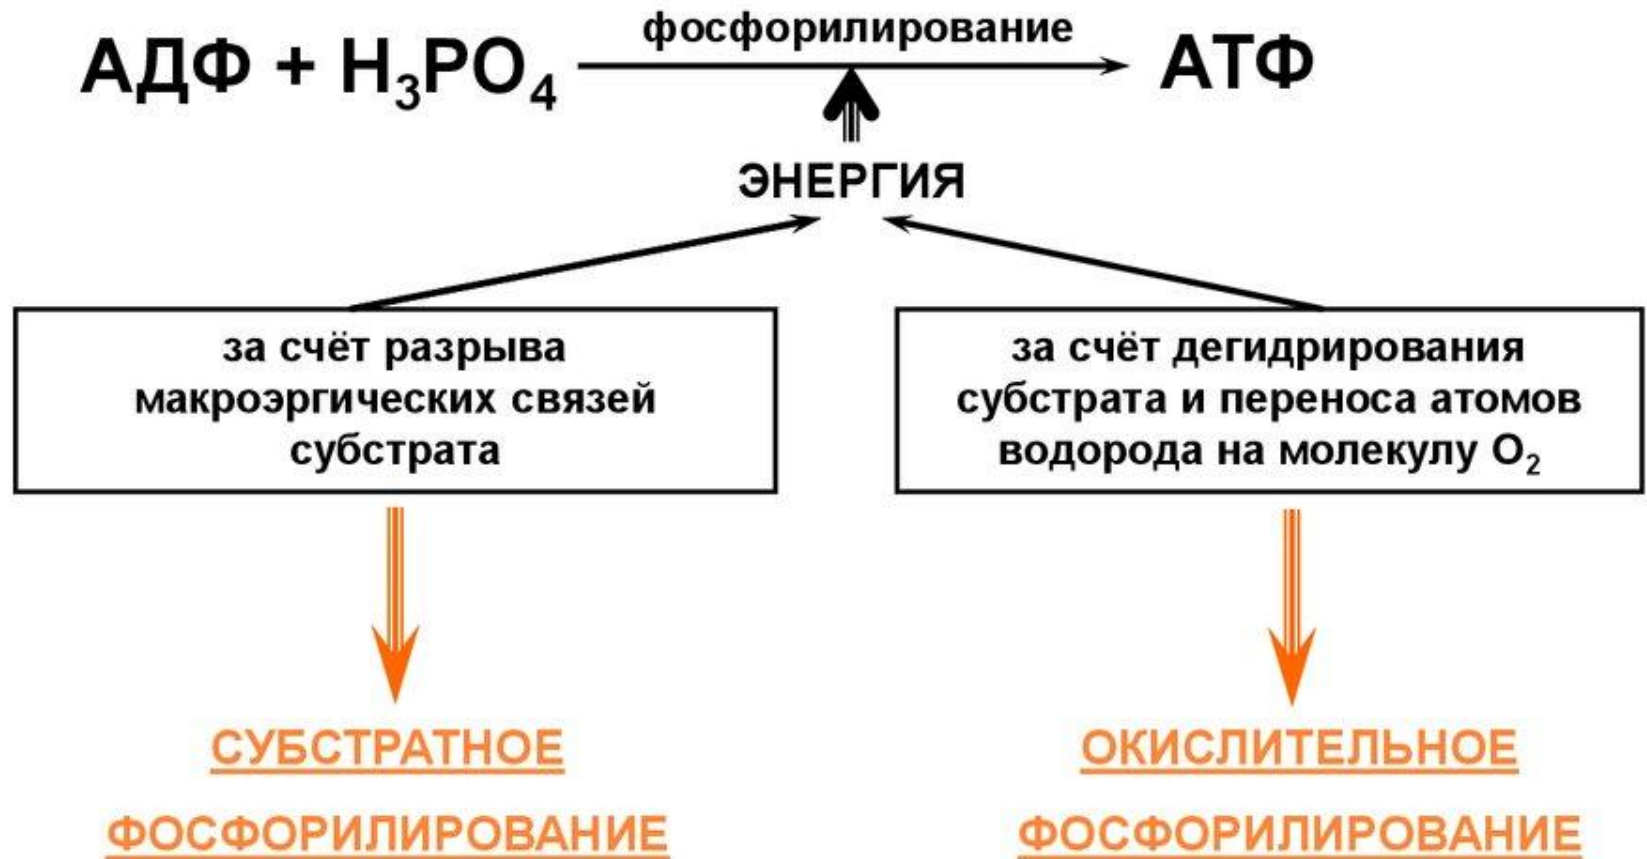 фосфорилирование
АДФ + H₃PO₄ АТФ
ЭНЕРГИЯ
за счёт разрыва
макроэргических связей
субстрата
за счёт дегидрирования
субстрата и переноса атомов
водорода на молекулу O₂
СУБСТРАТНОЕ
ФОСФОРИЛИРОВАНИЕ
ОКИСЛИТЕЛЬНОЕ
ФОСФОРИЛИРОВАНИЕ